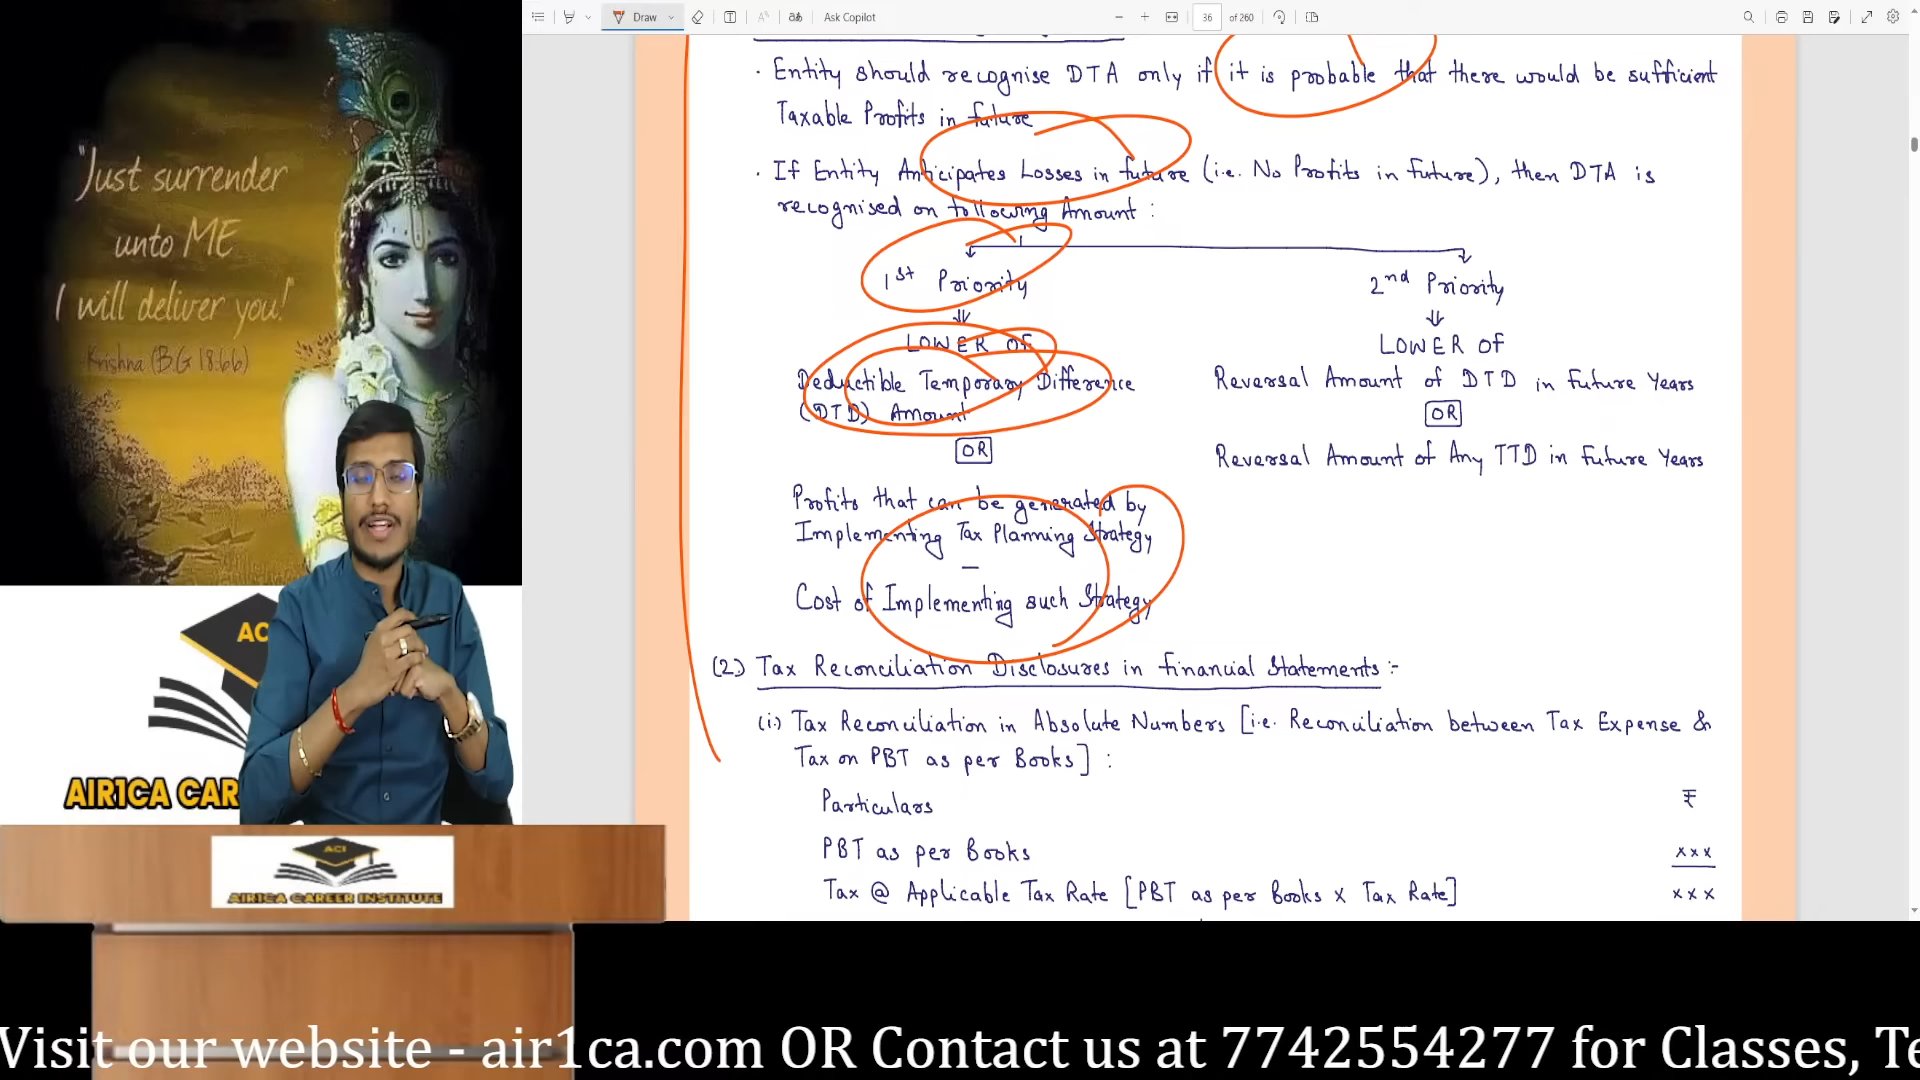 Draw
Ask Copilot
36
of 260
· Entity should recognise DTA only if it is probable that there would be sufficient
Taxable Profits in future
· If Entity Anticipates Losses in future (i.e. No Profits in future), then DTA is
recognised on following Amount :
1st Priority
2nd Priority
LOWER OF
LOWER OF
Deductible Temporary Difference
(DTD) Amount
Reversal Amount of DTD in Future Years
OR
OR
Reversal Amount of Any TTD in Future Years
Profits that can be generated by
Implementing Tax Planning Strategy
–
Cost of Implementing such Strategy
(2.) Tax Reconciliation Disclosures in Financial Statements :-
(i.) Tax Reconciliation in Absolute Numbers [i.e. Reconciliation between Tax Expense &
Tax on PBT as per Books] :
Particulars ₹
PBT as per Books xxx
Tax @ Applicable Tax Rate [PBT as per Books x Tax Rate] xxx
"Just surrender
unto ME
I will deliver you!"
- Krishna (B.G 18:66)
AC
AIR1CA CAR
ACI
AIR1CA CAREER INSTITUTE
Visit our website - air1ca.com OR Contact us at 7742554277 for Classes, Te